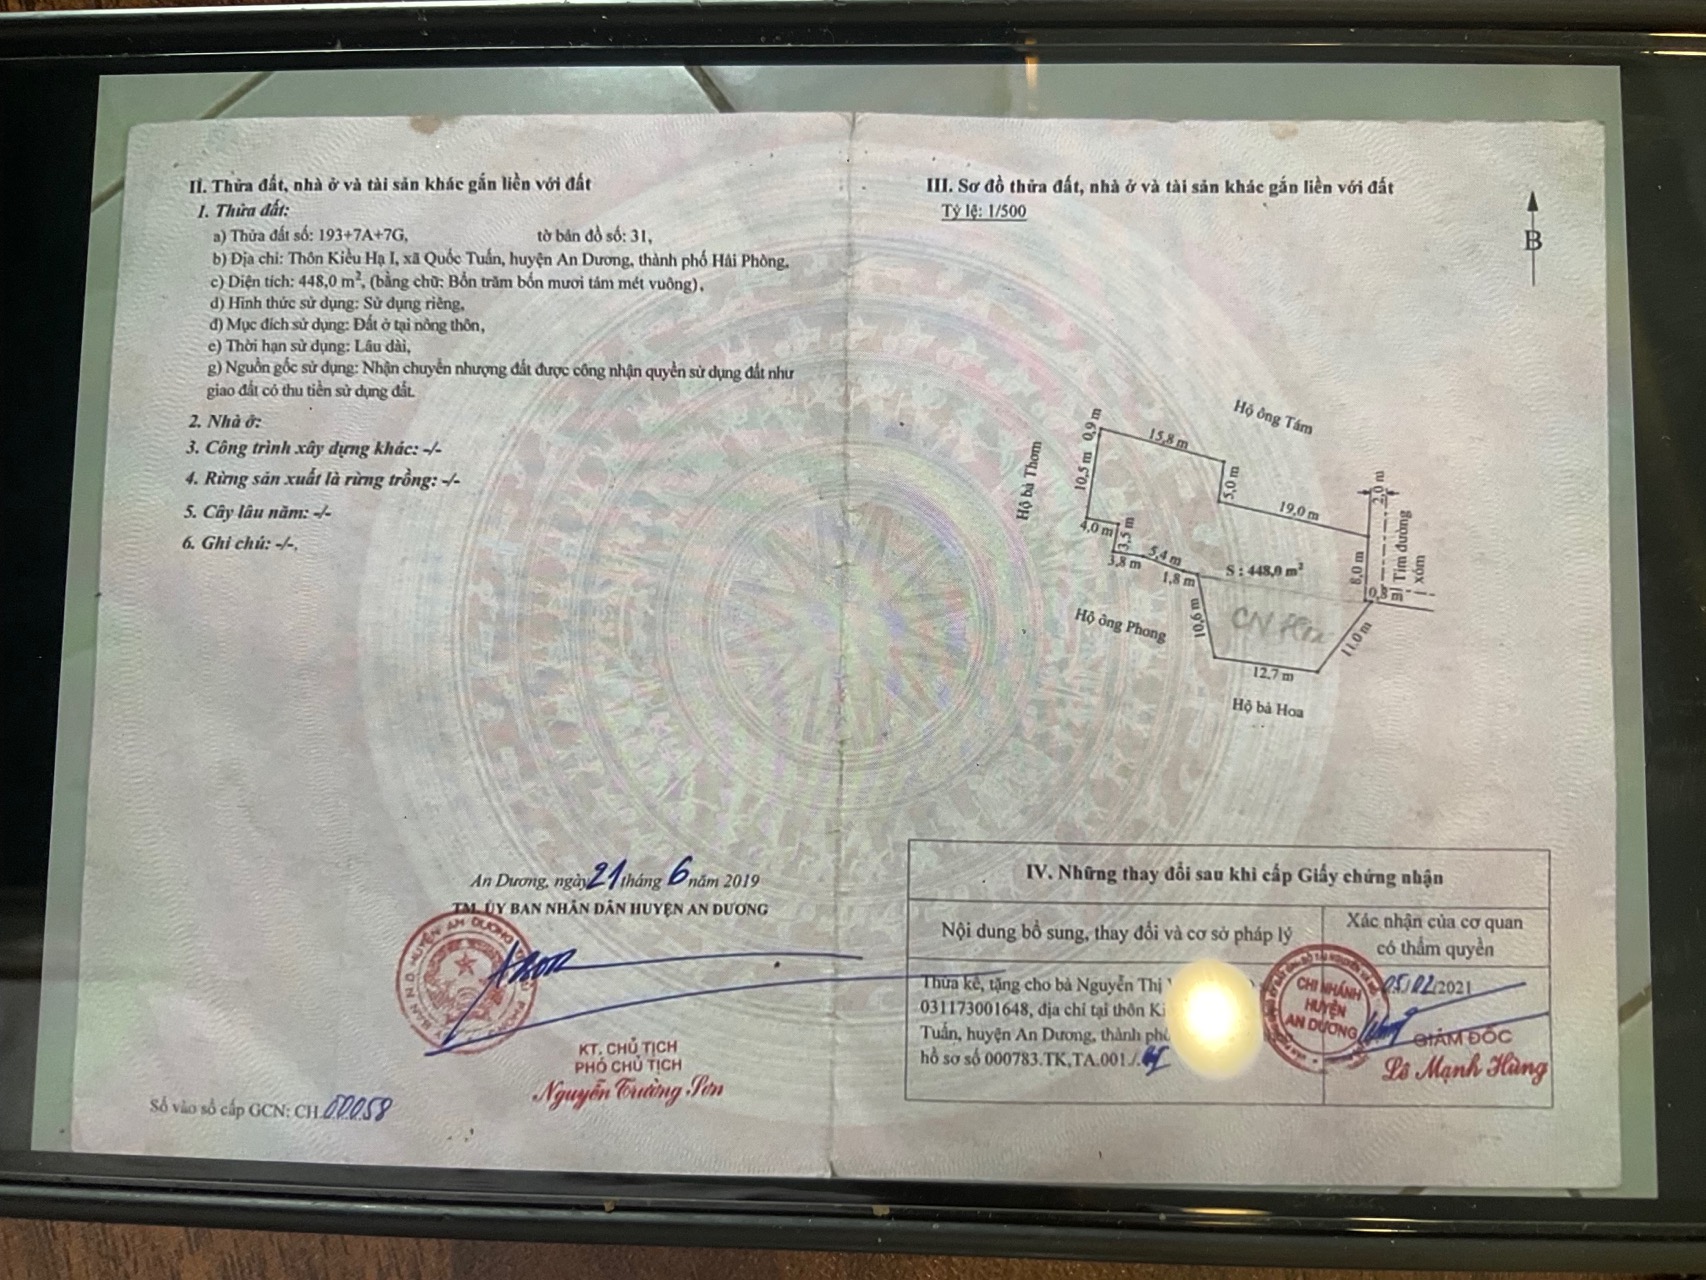 II. Thửa đất, nhà ở và tài sản khác gắn liền với đất
1. Thửa đất:
a) Thửa đất số: 193+7A+7G, tờ bản đồ số: 31,
b) Địa chỉ: Thôn Kiều Hạ I, xã Quốc Tuấn, huyện An Dương, thành phố Hải Phòng,
c) Diện tích: 448,0 m², (bằng chữ: Bốn trăm bốn mươi tám mét vuông),
d) Hình thức sử dụng: Sử dụng riêng,
đ) Mục đích sử dụng: Đất ở tại nông thôn,
e) Thời hạn sử dụng: Lâu dài,
g) Nguồn gốc sử dụng: Nhận chuyển nhượng đất được công nhận quyền sử dụng đất như
giao đất có thu tiền sử dụng đất.
2. Nhà ở:
3. Công trình xây dựng khác: -/-
4. Rừng sản xuất là rừng trồng: -/-
5. Cây lâu năm: -/-
6. Ghi chú: -/-,
An Dương, ngày 21 tháng 6 năm 2019
TM. ỦY BAN NHÂN DÂN HUYỆN AN DƯƠNG
KT. CHỦ TỊCH
PHÓ CHỦ TỊCH
Nguyễn Trường Sơn
Số vào sổ cấp GCN: CH 00058
III. Sơ đồ thửa đất, nhà ở và tài sản khác gắn liền với đất
Tỷ lệ: 1/500
B
Hộ ông Tám
Hộ bà Thơm
0,9 m
15,8 m
10,5 m
5,0 m
19,0 m
2,0 m
4,0 m
3,5 m
3,8 m
5,4 m
1,8 m
S : 448,0 m²
8,0 m
Tim đường
xóm
0,8 m
Hộ ông Phong
10,6 m
CN
11,0 m
12,7 m
Hộ bà Hoa
IV. Những thay đổi sau khi cấp Giấy chứng nhận
Nội dung bổ sung, thay đổi và cơ sở pháp lý
Xác nhận của cơ quan
có thẩm quyền
Thừa kế, tặng cho bà Nguyễn Thị
031173001648, địa chỉ tại thôn
Tuấn, huyện An Dương, thành
hồ sơ số 000783.TK,TA.001./.
05/02/2021
CHI NHÁNH
HUYỆN
AN DƯƠNG
GIÁM ĐỐC
Lê Mạnh Hùng